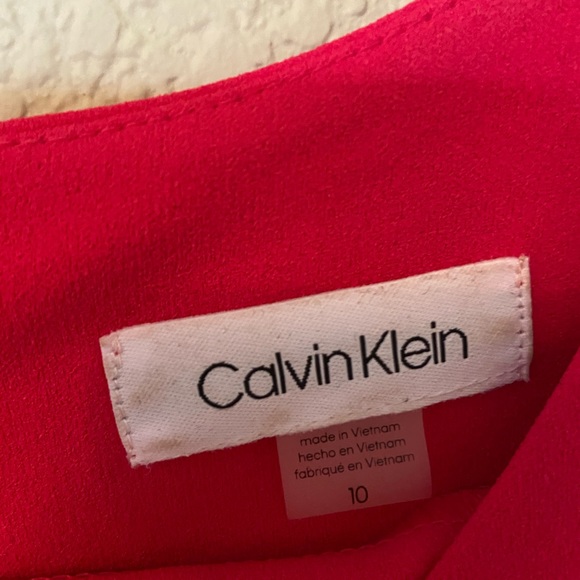 Calvin Klein
made in Vietnam
hecho en Vietnam
fabriqué en Vietnam
10